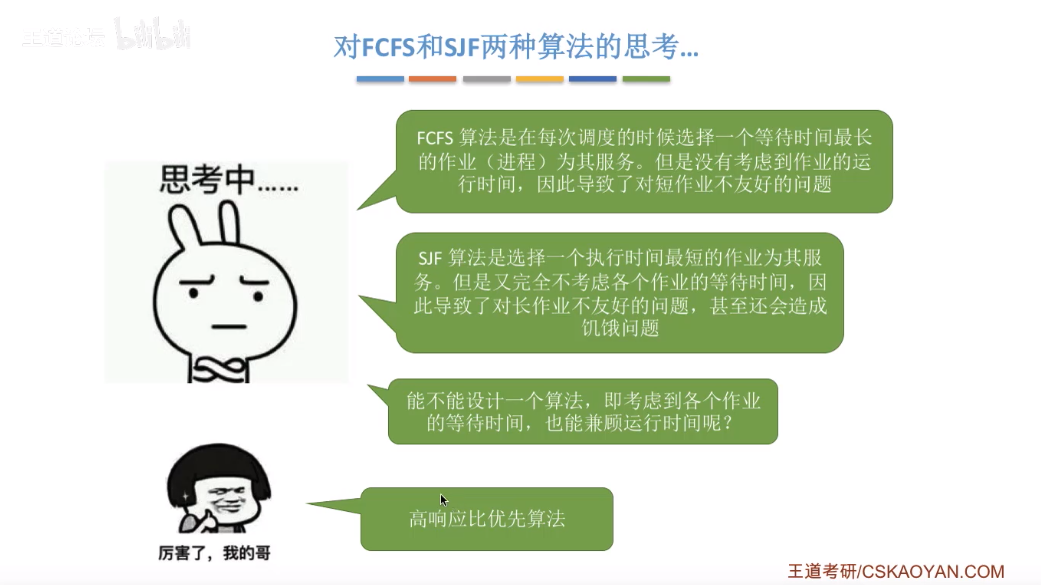 王道论坛 bilibili
对FCFS和SJF两种算法的思考...
FCFS 算法是在每次调度的时候选择一个等待时间最长
的作业（进程）为其服务。但是没有考虑到作业的运
行时间，因此导致了对短作业不友好的问题
思考中......
SJF 算法是选择一个执行时间最短的作业为其服
务。但是又完全不考虑各个作业的等待时间，因
此导致了对长作业不友好的问题，甚至还会造成
饥饿问题
能不能设计一个算法，即考虑到各个作业
的等待时间，也能兼顾运行时间呢？
高响应比优先算法
厉害了，我的哥
王道考研/CSKAOYAN.COM